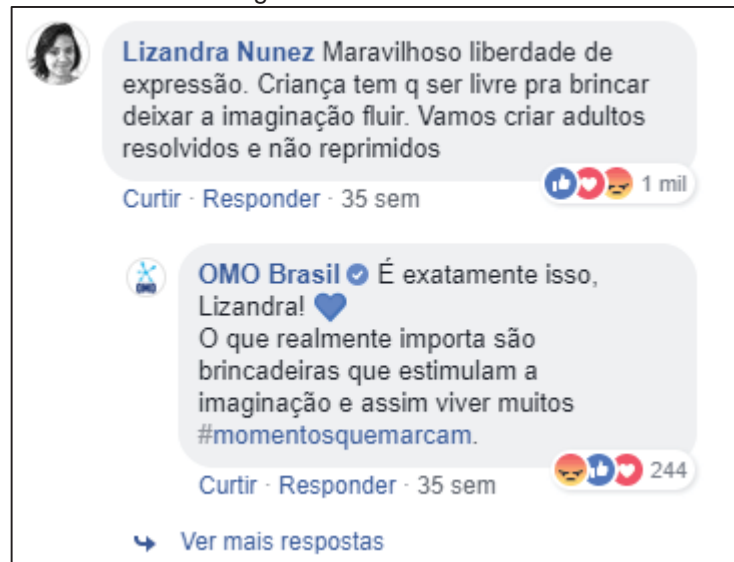 Lizandra Nunez Maravilhoso liberdade de
expressão. Criança tem q ser livre pra brincar
deixar a imaginação fluir. Vamos criar adultos
resolvidos e não reprimidos
1 mil
Curtir · Responder · 35 sem
OMO
OMO Brasil É exatamente isso,
Lizandra! 💙
O que realmente importa são
brincadeiras que estimulam a
imaginação e assim viver muitos
#momentosquemarcam.
244
Curtir · Responder · 35 sem
Ver mais respostas